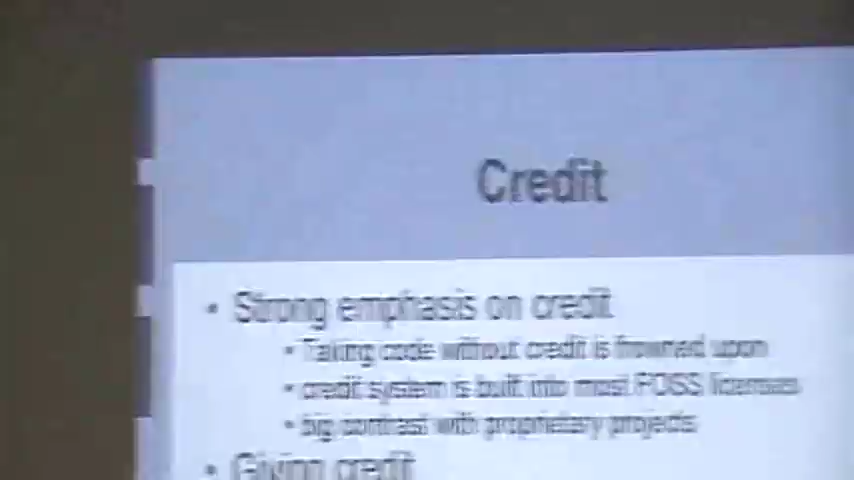 Credit
• Strong emphasis on credit
• Taking code without credit is frowned upon
• credit system is built into most FOSS licenses
• big contrast with proprietary projects
• Giving credit